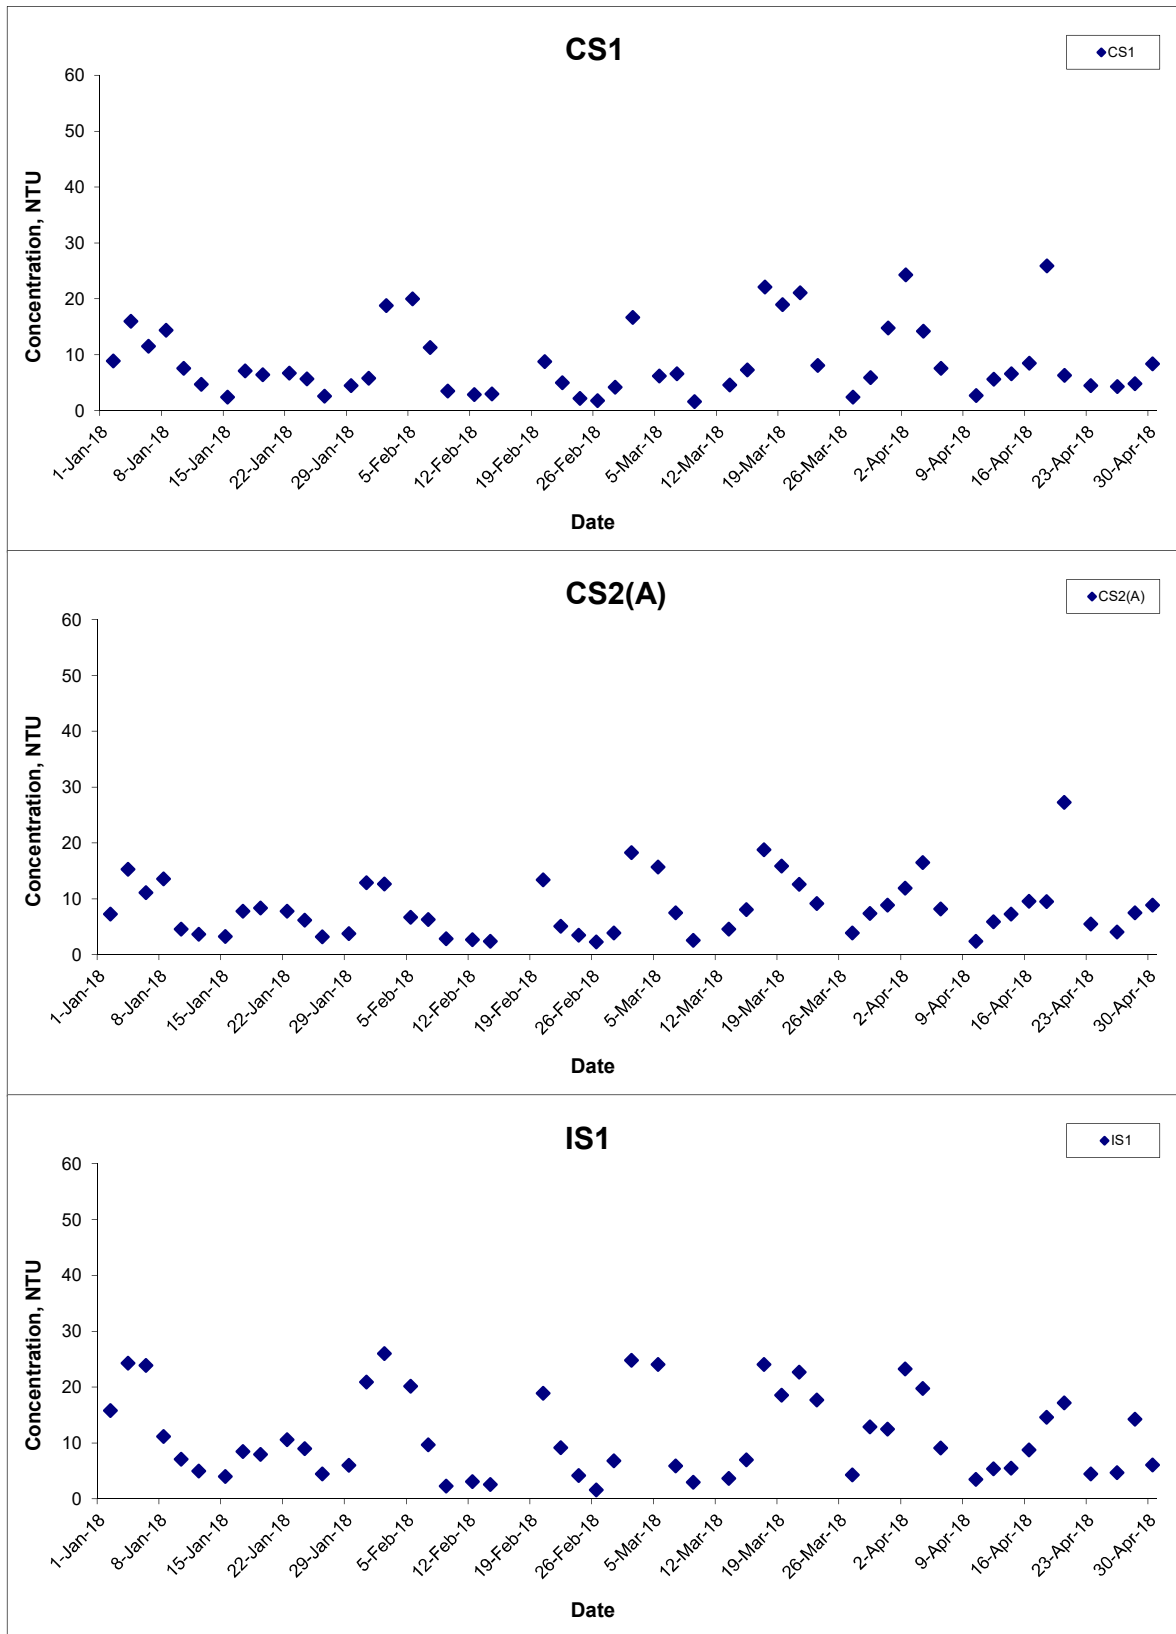 CS1
CS1
60
50
40
30
20
10
0
Concentration, NTU
1-Jan-18
8-Jan-18
15-Jan-18
22-Jan-18
29-Jan-18
5-Feb-18
12-Feb-18
19-Feb-18
26-Feb-18
5-Mar-18
12-Mar-18
19-Mar-18
26-Mar-18
2-Apr-18
9-Apr-18
16-Apr-18
23-Apr-18
30-Apr-18
Date
CS2(A)
CS2(A)
60
50
40
30
20
10
0
Concentration, NTU
1-Jan-18
8-Jan-18
15-Jan-18
22-Jan-18
29-Jan-18
5-Feb-18
12-Feb-18
19-Feb-18
26-Feb-18
5-Mar-18
12-Mar-18
19-Mar-18
26-Mar-18
2-Apr-18
9-Apr-18
16-Apr-18
23-Apr-18
30-Apr-18
Date
IS1
IS1
60
50
40
30
20
10
0
Concentration, NTU
1-Jan-18
8-Jan-18
15-Jan-18
22-Jan-18
29-Jan-18
5-Feb-18
12-Feb-18
19-Feb-18
26-Feb-18
5-Mar-18
12-Mar-18
19-Mar-18
26-Mar-18
2-Apr-18
9-Apr-18
16-Apr-18
23-Apr-18
30-Apr-18
Date